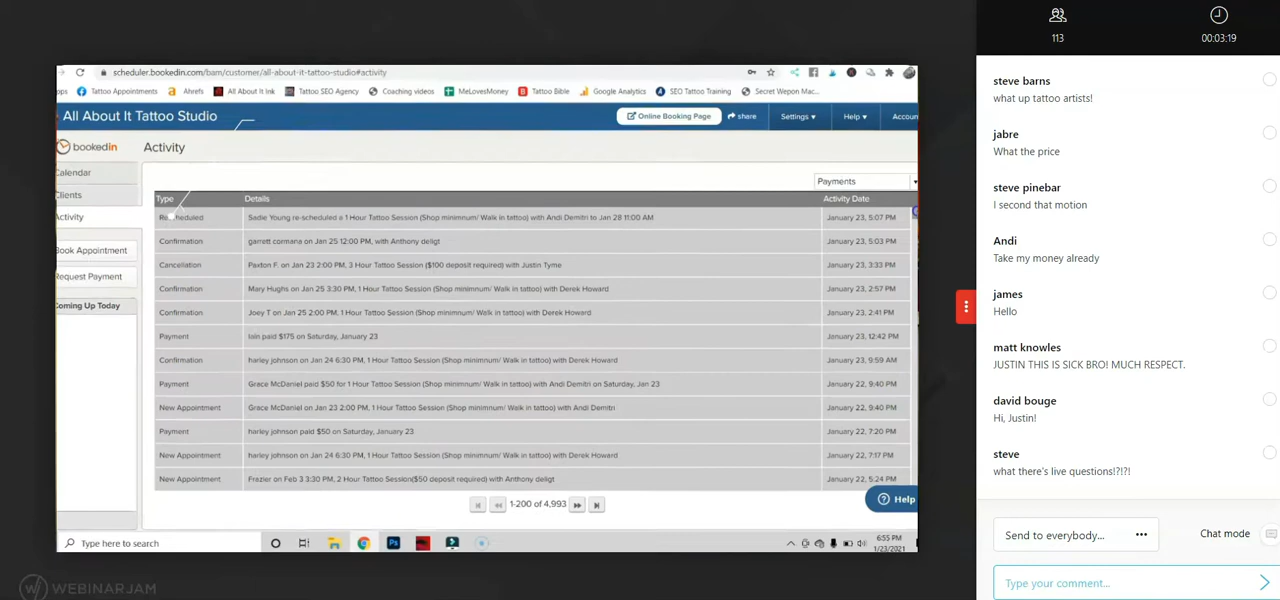 113
00:03:19
scheduler.bookedin.com/bam/customer/all-about-it-tattoo-studio#activity
ops Tattoo Appointments Ahrefs All About It Ink Tattoo SEO Agency Coaching videos MeLovesMoney Tattoo Bible Google Analytics SEO Tattoo Training Secret Wepon Mac...
All About It Tattoo Studio
Online Booking Page share Settings Help Accoun
bookedin
Activity
Calendar
Clients
Activity
Book Appointment
Request Payment
Coming Up Today
Payments
Type Details Activity Date
Rescheduled Sadie Young re-scheduled a 1 Hour Tattoo Session (Shop minimnum/ Walk in tattoo) with Andi Demitri to Jan 28 11:00 AM January 23, 5:07 PM
Confirmation garratt cormana on Jan 25 12:00 PM, with Anthony deligt January 23, 5:03 PM
Cancellation Paxton F. on Jan 23 2:00 PM, 3 Hour Tattoo Session ($100 deposit required) with Justin Tyme January 23, 3:33 PM
Confirmation Mary Hughs on Jan 25 3:30 PM, 1 Hour Tattoo Session (Shop minimnum/ Walk in tattoo) with Derek Howard January 23, 2:57 PM
Confirmation Joey T on Jan 25 2:00 PM, 1 Hour Tattoo Session (Shop minimnum/ Walk in tattoo) with Derek Howard January 23, 2:41 PM
Payment Iain paid $175 on Saturday, January 23 January 23, 12:42 PM
Confirmation harley johnson on Jan 24 6:30 PM, 1 Hour Tattoo Session (Shop minimnum/ Walk in tattoo) with Derek Howard January 23, 9:59 AM
Payment Grace McDaniel paid $50 for 1 Hour Tattoo Session (Shop minimnum/ Walk in tattoo) with Andi Demitri on Saturday, Jan 23 January 22, 9:40 PM
New Appointment Grace McDaniel on Jan 23 2:00 PM, 1 Hour Tattoo Session (Shop minimnum/ Walk in tattoo) with Andi Demitri January 22, 9:40 PM
Payment harley johnson paid $50 on Saturday, January 23 January 22, 7:20 PM
New Appointment harley johnson on Jan 24 6:30 PM, 1 Hour Tattoo Session (Shop minimnum/ Walk in tattoo) with Derek Howard January 22, 7:17 PM
New Appointment Frazier on Feb 3 3:30 PM, 2 Hour Tattoo Session($50 deposit required) with Anthony deligt January 22, 5:24 PM
1-200 of 4,993
Help
Type here to search
6:55 PM
1/23/2021
WEBINARJAM
steve barns
what up tattoo artists!
jabre
What the price
steve pinebar
I second that motion
Andi
Take my money already
james
Hello
matt knowles
JUSTIN THIS IS SICK BRO! MUCH RESPECT.
david bouge
Hi, Justin!
steve
what there's live questions!?!?!
Send to everybody...
Chat mode
Type your comment...